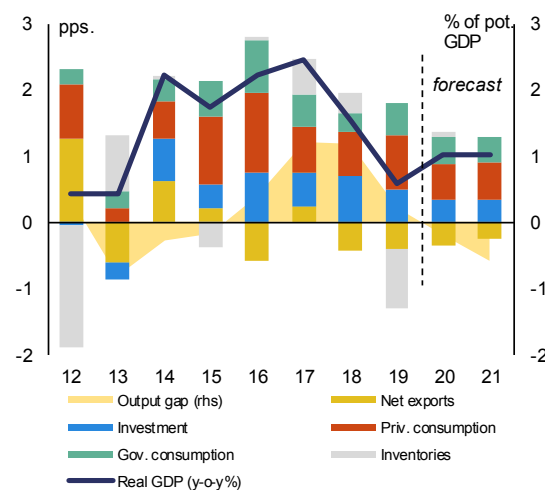 pps.
% of pot.
GDP
forecast
3 3
2 2
1 1
0 0
-1 -1
-2 -2
12 13 14 15 16 17 18 19 20 21
Output gap (rhs) Net exports
Investment Priv. consumption
Gov. consumption Inventories
Real GDP (y-o-y%)